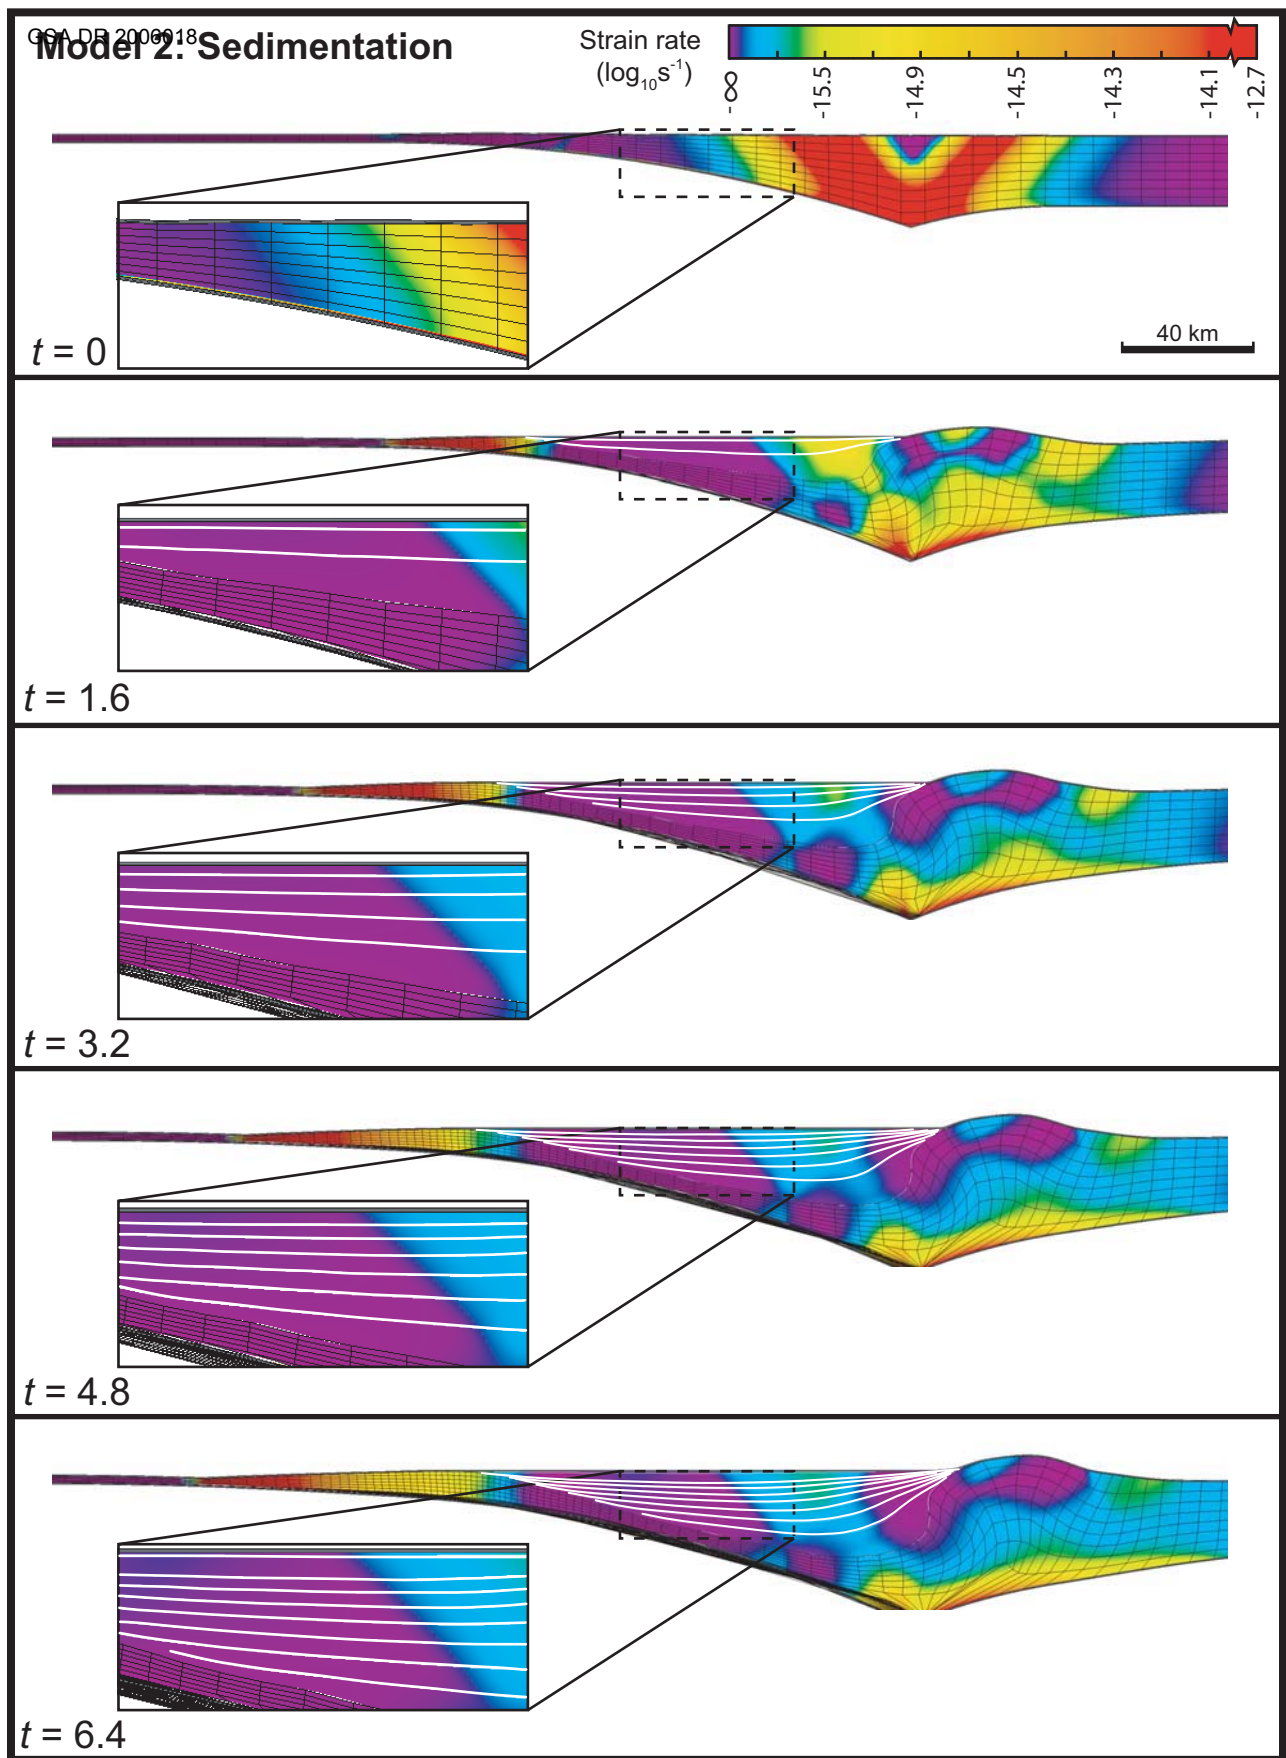 GSA DR 2006018
Model 2: Sedimentation
Strain rate
(log₁₀s⁻¹)
-∞
-15.5
-14.9
-14.5
-14.3
-14.1
-12.7
t = 0
40 km
t = 1.6
t = 3.2
t = 4.8
t = 6.4